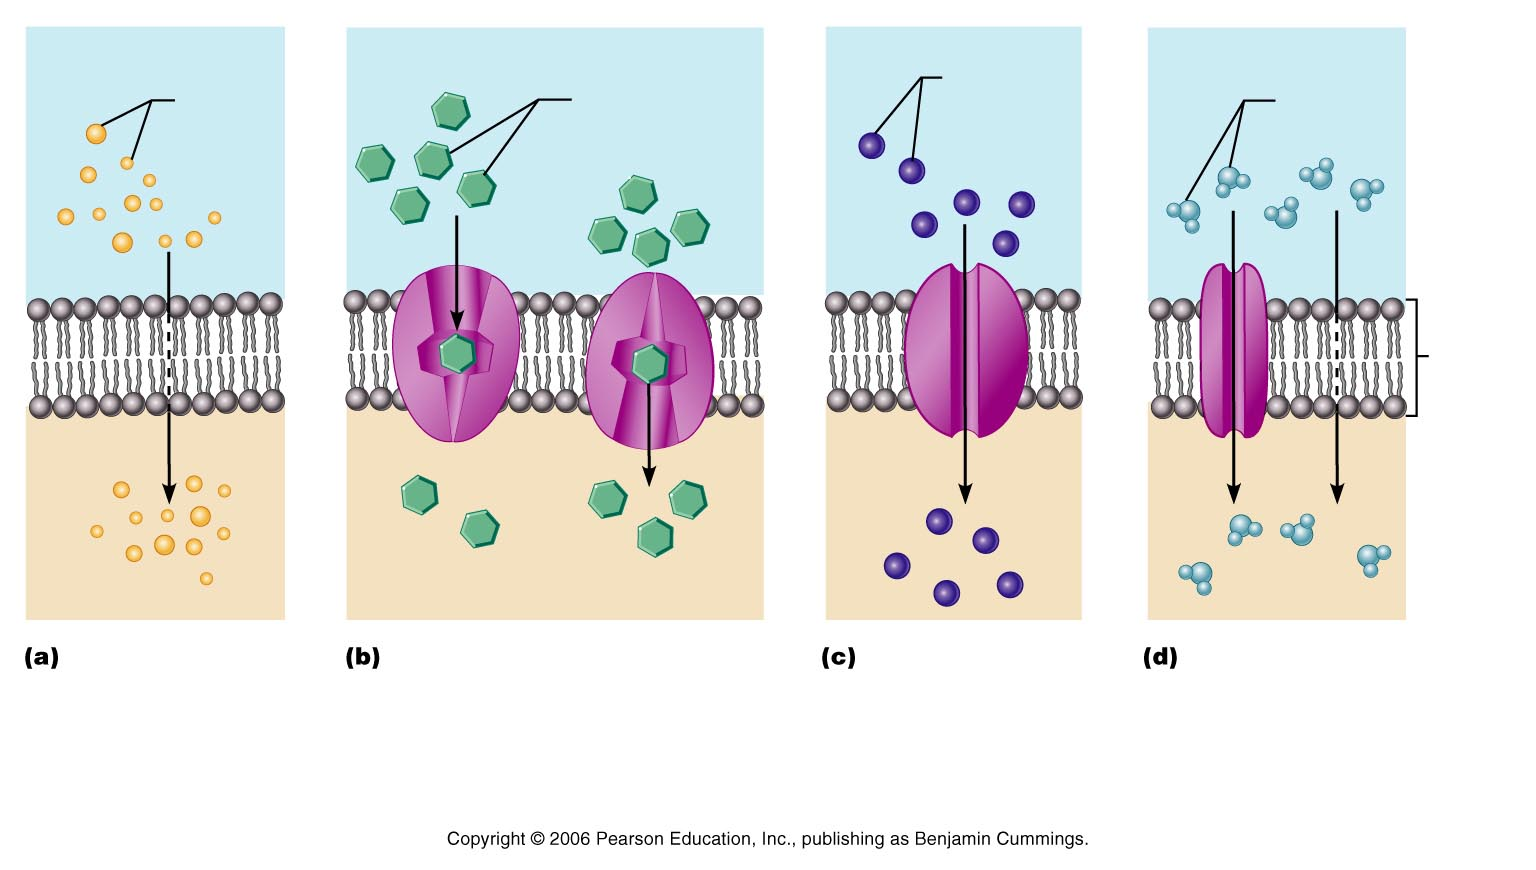 (a)
(b)
(c)
(d)
Copyright © 2006 Pearson Education, Inc., publishing as Benjamin Cummings.